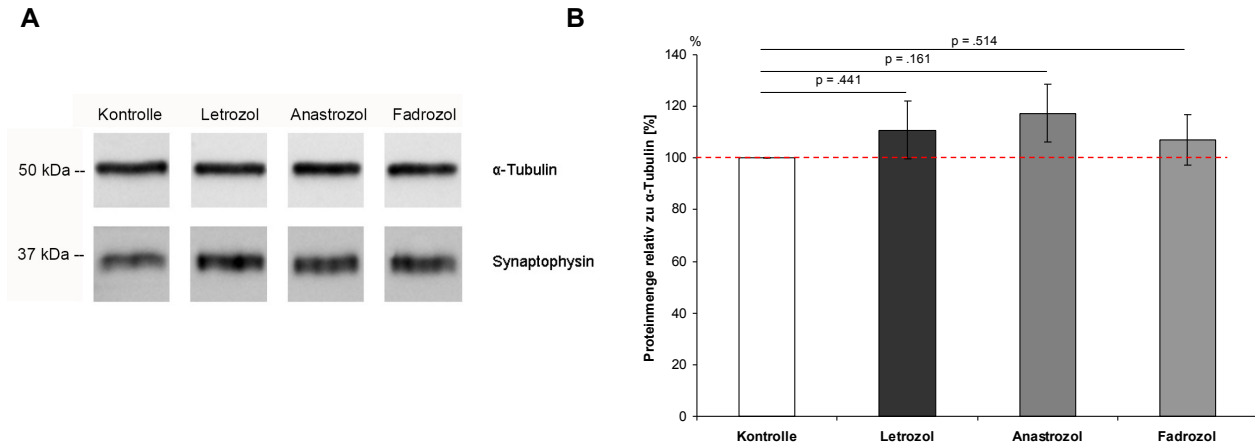 A
Kontrolle Letrozol Anastrozol Fadrozol
50 kDa --
α-Tubulin
37 kDa --
Synaptophysin
B
%
Proteinmenge relativ zu α-Tubulin [%]
140
120
100
80
60
40
20
0
p = .514
p = .161
p = .441
Kontrolle Letrozol Anastrozol Fadrozol